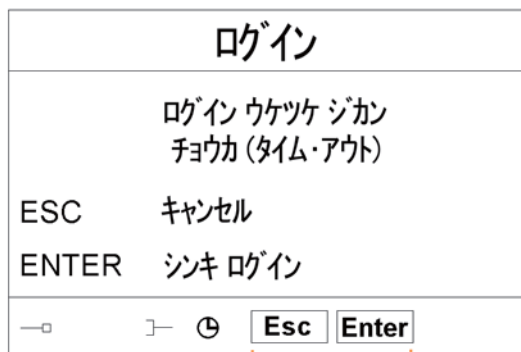 ログイン
ログイン ウケツケ ジカン
チョウカ (タイム・アウト)
ESC キャンセル
ENTER シンキ ログイン
Esc Enter